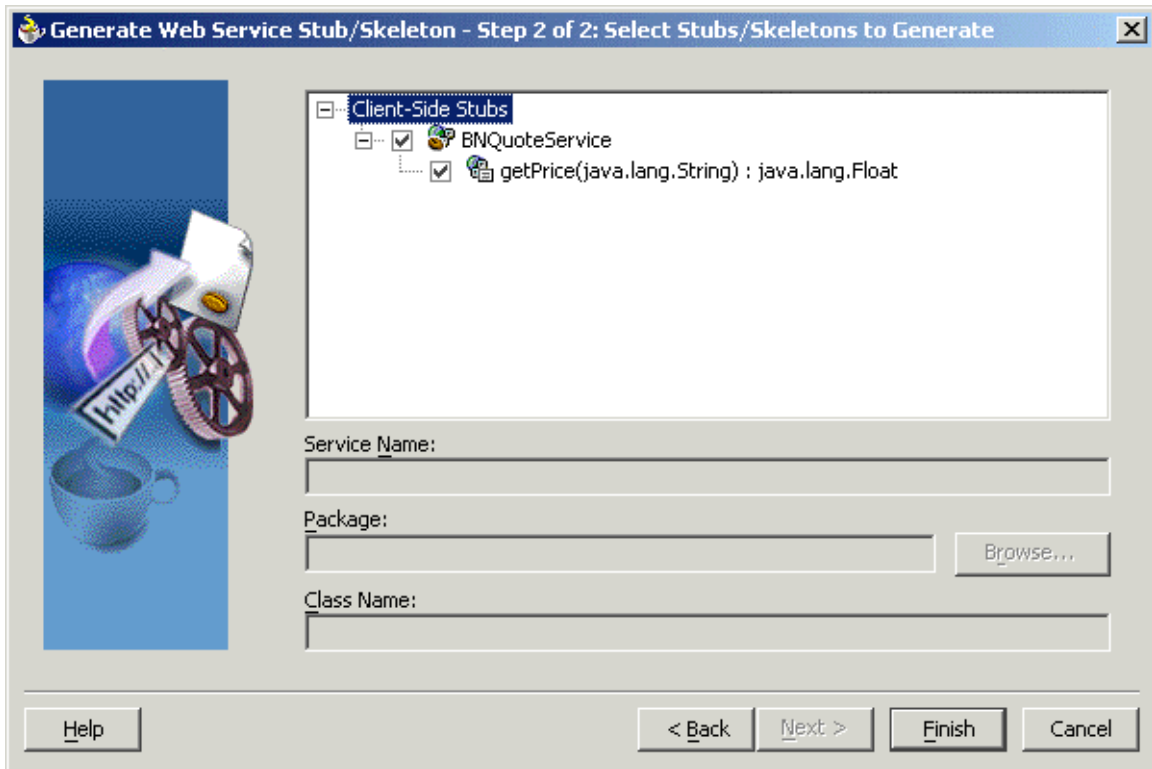 Generate Web Service Stub/Skeleton - Step 2 of 2: Select Stubs/Skeletons to Generate
Client-Side Stubs
BNQuoteService
getPrice(java.lang.String) : java.lang.Float
http://.
Service Name:
Package:
Browse...
Class Name:
Help
< Back
Next >
Finish
Cancel